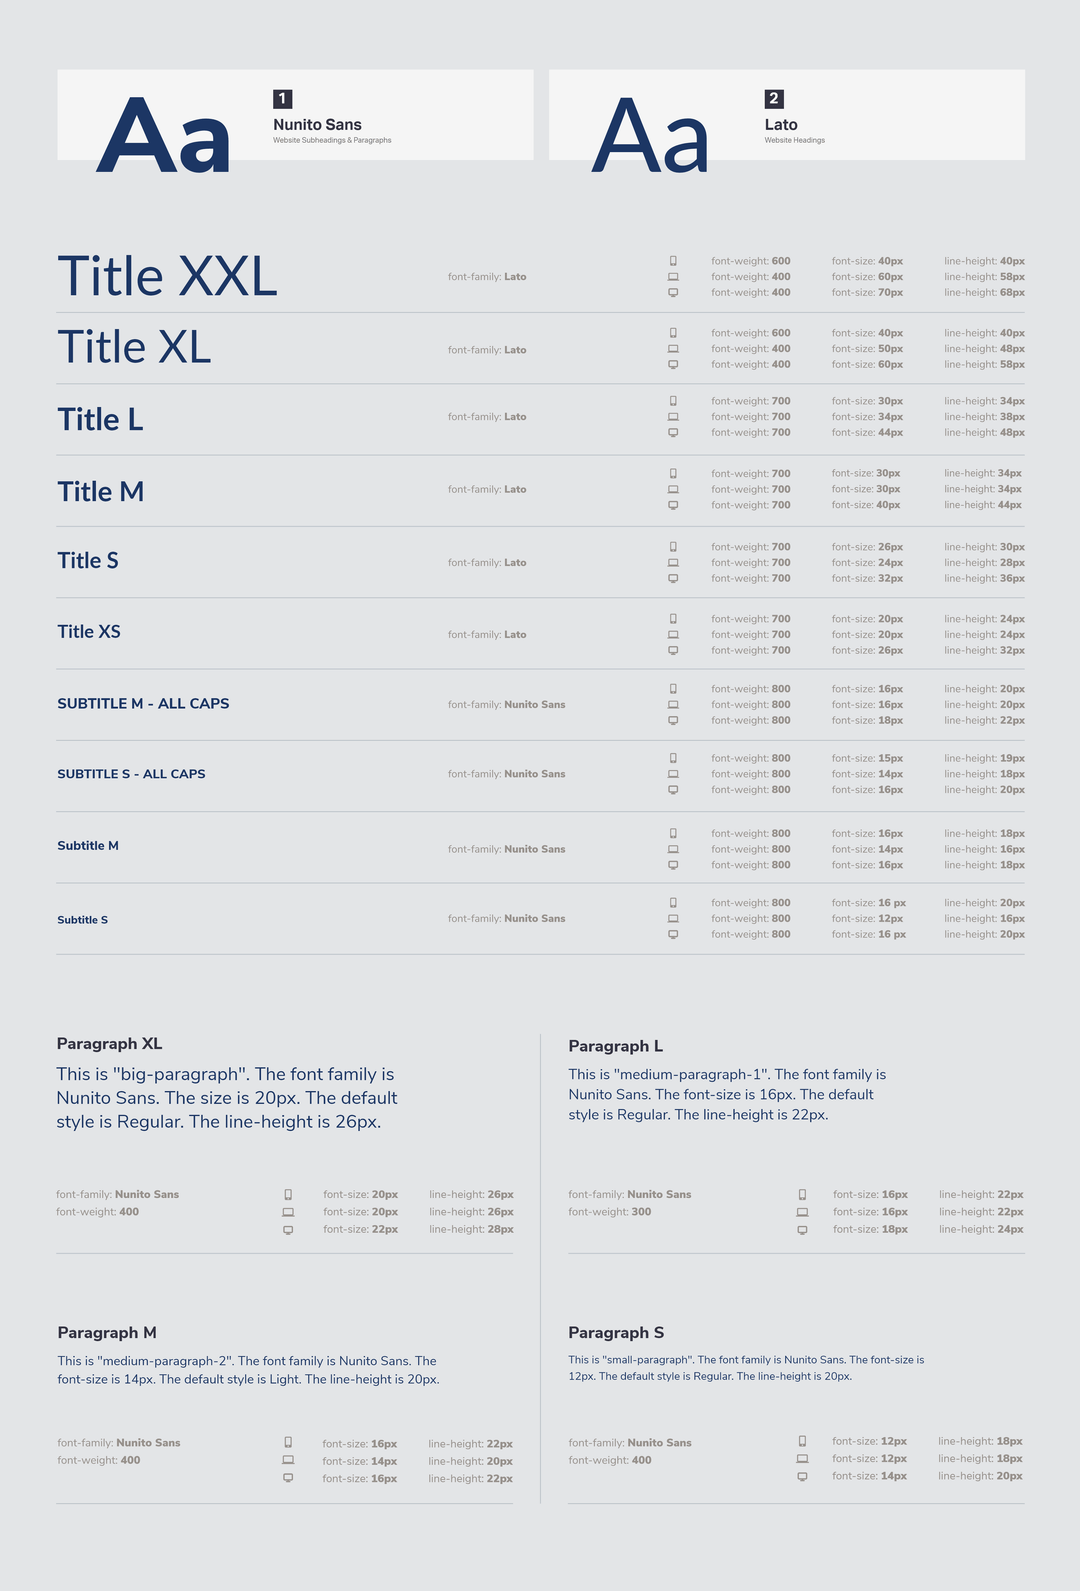 Aa
1
Nunito Sans
Website Subheadings & Paragraphs
Aa
2
Lato
Website Headings
Title XXL
font-family: Lato
font-weight: 600 font-size: 40px line-height: 40px
font-weight: 400 font-size: 60px line-height: 58px
font-weight: 400 font-size: 70px line-height: 68px
Title XL
font-family: Lato
font-weight: 600 font-size: 40px line-height: 40px
font-weight: 400 font-size: 50px line-height: 48px
font-weight: 400 font-size: 60px line-height: 58px
Title L
font-family: Lato
font-weight: 700 font-size: 30px line-height: 34px
font-weight: 700 font-size: 34px line-height: 38px
font-weight: 700 font-size: 44px line-height: 48px
Title M
font-family: Lato
font-weight: 700 font-size: 30px line-height: 34px
font-weight: 700 font-size: 30px line-height: 34px
font-weight: 700 font-size: 40px line-height: 44px
Title S
font-family: Lato
font-weight: 700 font-size: 26px line-height: 30px
font-weight: 700 font-size: 24px line-height: 28px
font-weight: 700 font-size: 32px line-height: 36px
Title XS
font-family: Lato
font-weight: 700 font-size: 20px line-height: 24px
font-weight: 700 font-size: 20px line-height: 24px
font-weight: 700 font-size: 26px line-height: 32px
SUBTITLE M - ALL CAPS
font-family: Nunito Sans
font-weight: 800 font-size: 16px line-height: 20px
font-weight: 800 font-size: 16px line-height: 20px
font-weight: 800 font-size: 18px line-height: 22px
SUBTITLE S - ALL CAPS
font-family: Nunito Sans
font-weight: 800 font-size: 15px line-height: 19px
font-weight: 800 font-size: 14px line-height: 18px
font-weight: 800 font-size: 16px line-height: 20px
Subtitle M
font-family: Nunito Sans
font-weight: 800 font-size: 16px line-height: 18px
font-weight: 800 font-size: 14px line-height: 16px
font-weight: 800 font-size: 16px line-height: 18px
Subtitle S
font-family: Nunito Sans
font-weight: 800 font-size: 16 px line-height: 20px
font-weight: 800 font-size: 12px line-height: 16px
font-weight: 800 font-size: 16 px line-height: 20px
Paragraph XL
This is "big-paragraph". The font family is
Nunito Sans. The size is 20px. The default
style is Regular. The line-height is 26px.
font-family: Nunito Sans
font-weight: 400
font-size: 20px line-height: 26px
font-size: 20px line-height: 26px
font-size: 22px line-height: 28px
Paragraph L
This is "medium-paragraph-1". The font family is
Nunito Sans. The font-size is 16px. The default
style is Regular. The line-height is 22px.
font-family: Nunito Sans
font-weight: 300
font-size: 16px line-height: 22px
font-size: 16px line-height: 22px
font-size: 18px line-height: 24px
Paragraph M
This is "medium-paragraph-2". The font family is Nunito Sans. The
font-size is 14px. The default style is Light. The line-height is 20px.
font-family: Nunito Sans
font-weight: 400
font-size: 16px line-height: 22px
font-size: 14px line-height: 20px
font-size: 16px line-height: 22px
Paragraph S
This is "small-paragraph". The font family is Nunito Sans. The font-size is
12px. The default style is Regular. The line-height is 20px.
font-family: Nunito Sans
font-weight: 400
font-size: 12px line-height: 18px
font-size: 12px line-height: 18px
font-size: 14px line-height: 20px